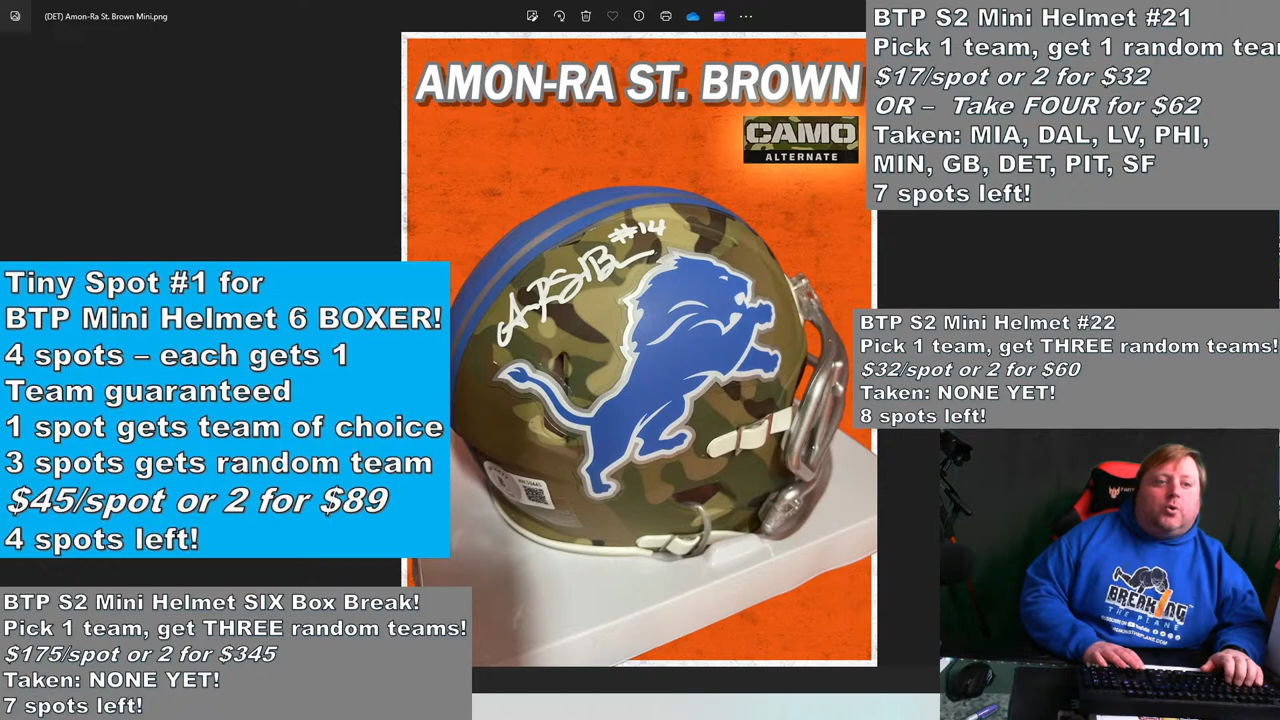 (DET) Amon-Ra St. Brown Mini.png
AMON-RA ST. BROWN
CAMO
ALTERNATE
#14
BTP S2 Mini Helmet #21
Pick 1 team, get 1 random tea
$17/spot or 2 for $32
OR – Take FOUR for $62
Taken: MIA, DAL, LV, PHI,
MIN, GB, DET, PIT, SF
7 spots left!
Tiny Spot #1 for
BTP Mini Helmet 6 BOXER!
4 spots – each gets 1
Team guaranteed
1 spot gets team of choice
3 spots gets random team
$45/spot or 2 for $89
4 spots left!
BTP S2 Mini Helmet #22
Pick 1 team, get THREE random teams!
$32/spot or 2 for $60
Taken: NONE YET!
8 spots left!
BTP S2 Mini Helmet SIX Box Break!
Pick 1 team, get THREE random teams!
$175/spot or 2 for $345
Taken: NONE YET!
7 spots left!
BREAKING
THE PLANE